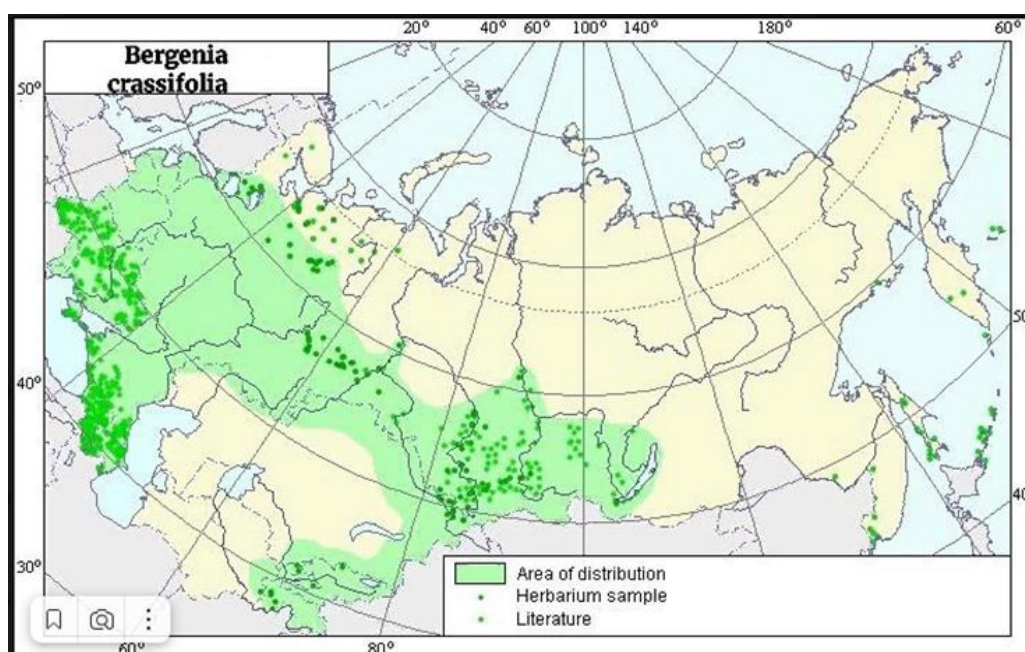 20° 40° 60° 80° 100° 140° 180° 60°
Bergenia
crassifolia
50°
50
40°
40
30°
Area of distribution
Herbarium sample
Literature
60° 80°